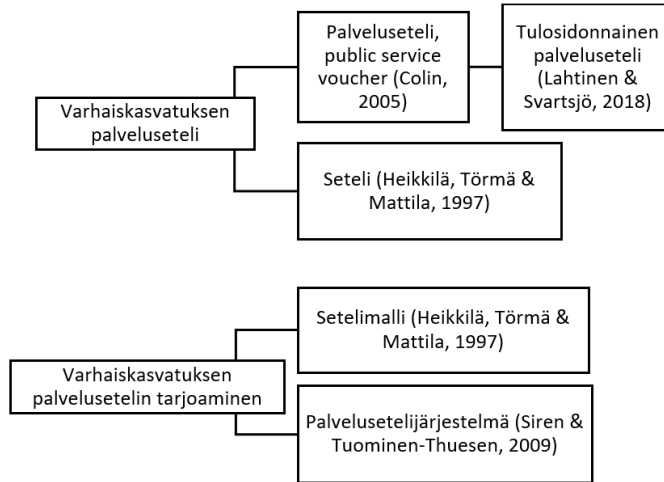 Palveluseteli,
public service
voucher (Colin,
2005)
Tulosidonnainen
palveluseteli
(Lahtinen &
Svartsjö, 2018)
Varhaiskasvatuksen
palveluseteli
Seteli (Heikkilä, Törmä &
Mattila, 1997)
Setelimalli (Heikkilä, Törmä &
Mattila, 1997)
Varhaiskasvatuksen
palvelusetelin tarjoaminen
Palvelusetelijärjestelmä (Siren &
Tuominen-Thuesen, 2009)